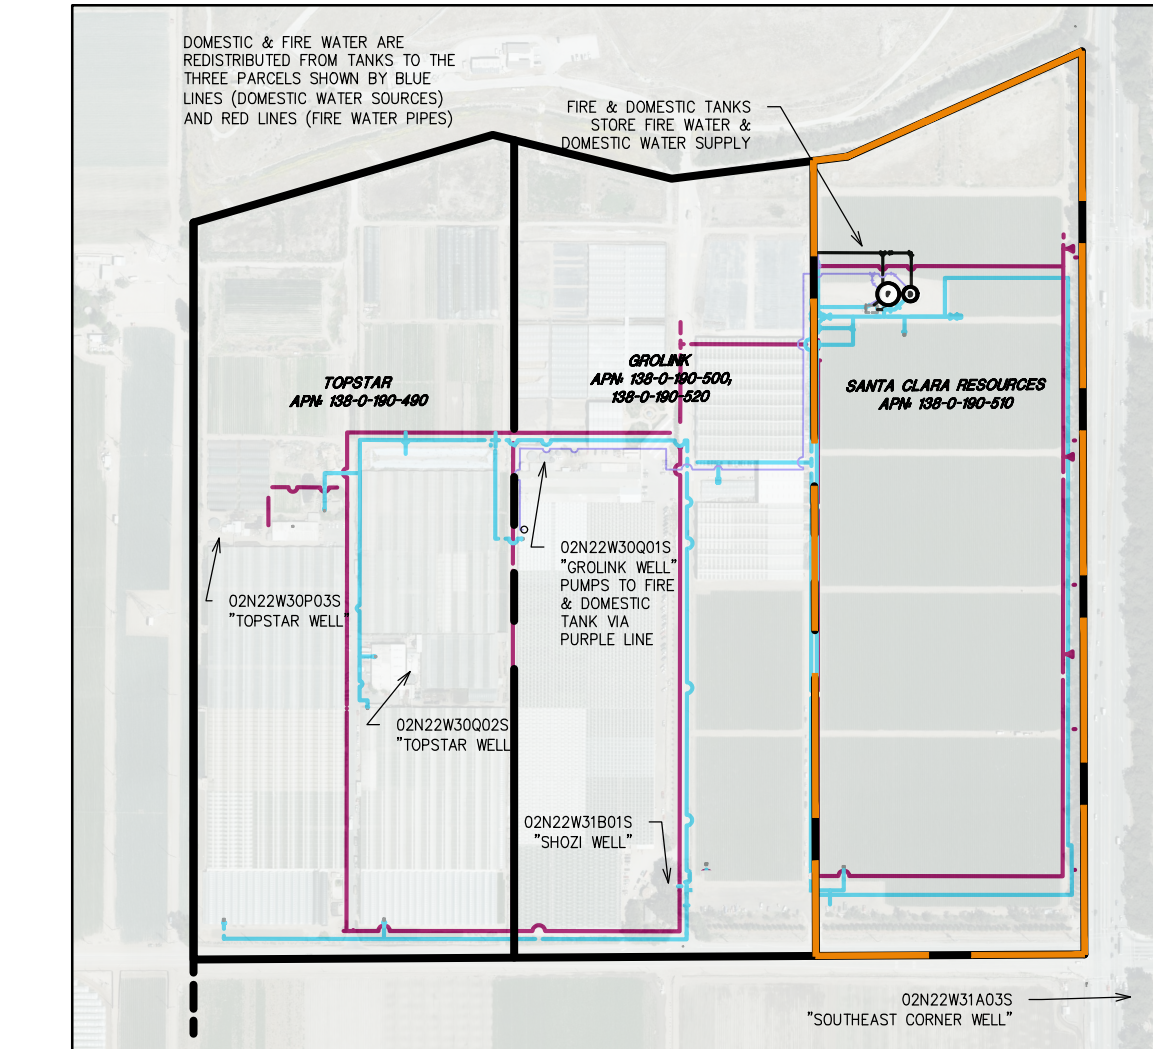 DOMESTIC & FIRE WATER ARE
REDISTRIBUTED FROM TANKS TO THE
THREE PARCELS SHOWN BY BLUE
LINES (DOMESTIC WATER SOURCES)
AND RED LINES (FIRE WATER PIPES)
FIRE & DOMESTIC TANKS
STORE FIRE WATER &
DOMESTIC WATER SUPPLY
TOPSTAR
APN: 138-0-190-490
GROLINK
APN: 138-0-190-500,
138-0-190-520
SANTA CLARA RESOURCES
APN: 138-0-190-510
02N22W30P03S
"TOPSTAR WELL"
02N22W30Q01S
"GROLINK WELL"
PUMPS TO FIRE
& DOMESTIC
TANK VIA
PURPLE LINE
02N22W30Q02S
"TOPSTAR WELL
02N22W31B01S
"SHOZI WELL"
02N22W31A03S
"SOUTHEAST CORNER WELL"